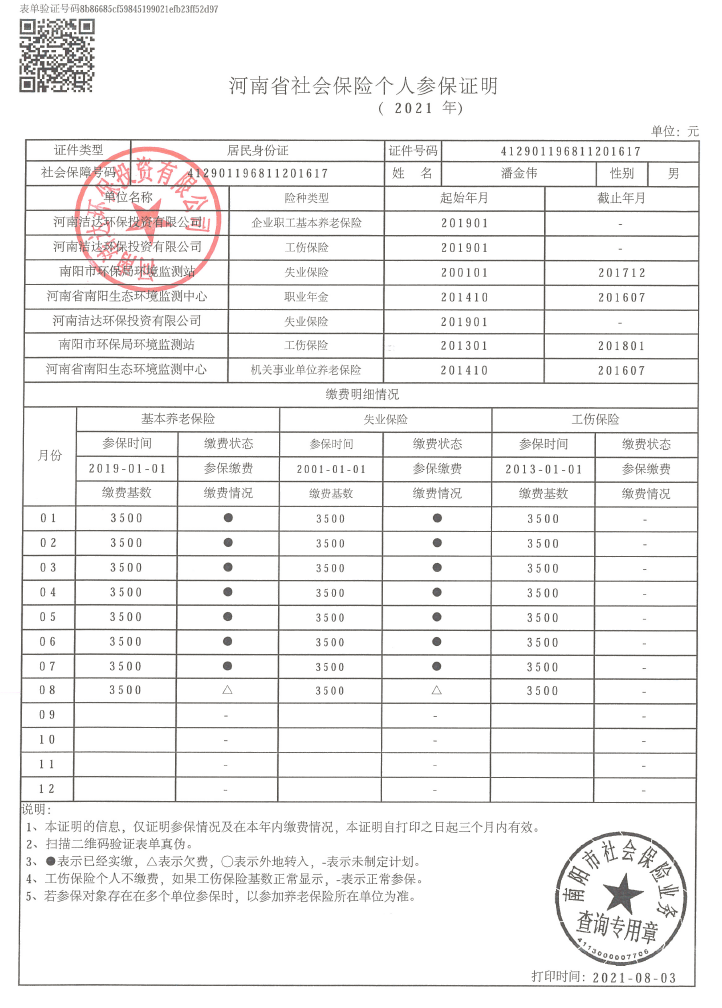 表单验证号码8b86685cf59845199021efb23ff52d97
河南省社会保险个人参保证明
( 2021 年)
单位: 元
证件类型 居民身份证 证件号码 412901196811201617
社会保障号码 412901196811201617 姓 名 潘金伟 性别 男
单位名称 险种类型 起始年月 截止年月
河南洁达环保投资有限公司 企业职工基本养老保险 201901 -
河南洁达环保投资有限公司 工伤保险 201901 -
南阳市环保局环境监测站 失业保险 200101 201712
河南省南阳生态环境监测中心 职业年金 201410 201607
河南洁达环保投资有限公司 失业保险 201901 -
南阳市环保局环境监测站 工伤保险 201301 201801
河南省南阳生态环境监测中心 机关事业单位养老保险 201410 201607
缴费明细情况
月份 基本养老保险 失业保险 工伤保险
参保时间 缴费状态 参保时间 缴费状态 参保时间 缴费状态
2019-01-01 参保缴费 2001-01-01 参保缴费 2013-01-01 参保缴费
缴费基数 缴费情况 缴费基数 缴费情况 缴费基数 缴费情况
01 3500 ● 3500 ● 3500 -
02 3500 ● 3500 ● 3500 -
03 3500 ● 3500 ● 3500 -
04 3500 ● 3500 ● 3500 -
05 3500 ● 3500 ● 3500 -
06 3500 ● 3500 ● 3500 -
07 3500 ● 3500 ● 3500 -
08 3500 △ 3500 △ 3500 -
09 - - -
10 - - -
11 - - -
12 - - -
说明:
1、本证明的信息，仅证明参保情况及在本年内缴费情况，本证明自打印之日起三个月内有效。
2、扫描二维码验证表单真伪。
3、●表示已经实缴，△表示欠费，○表示外地转入，-表示未制定计划。
4、工伤保险个人不缴费，如果工伤保险基数正常显示，-表示正常参保。
5、若参保对象存在在多个单位参保时，以参加养老保险所在单位为准。
河南洁达环保投资有限公司
南阳市社会保险业务
查询专用章
4113000007706
打印时间: 2021-08-03